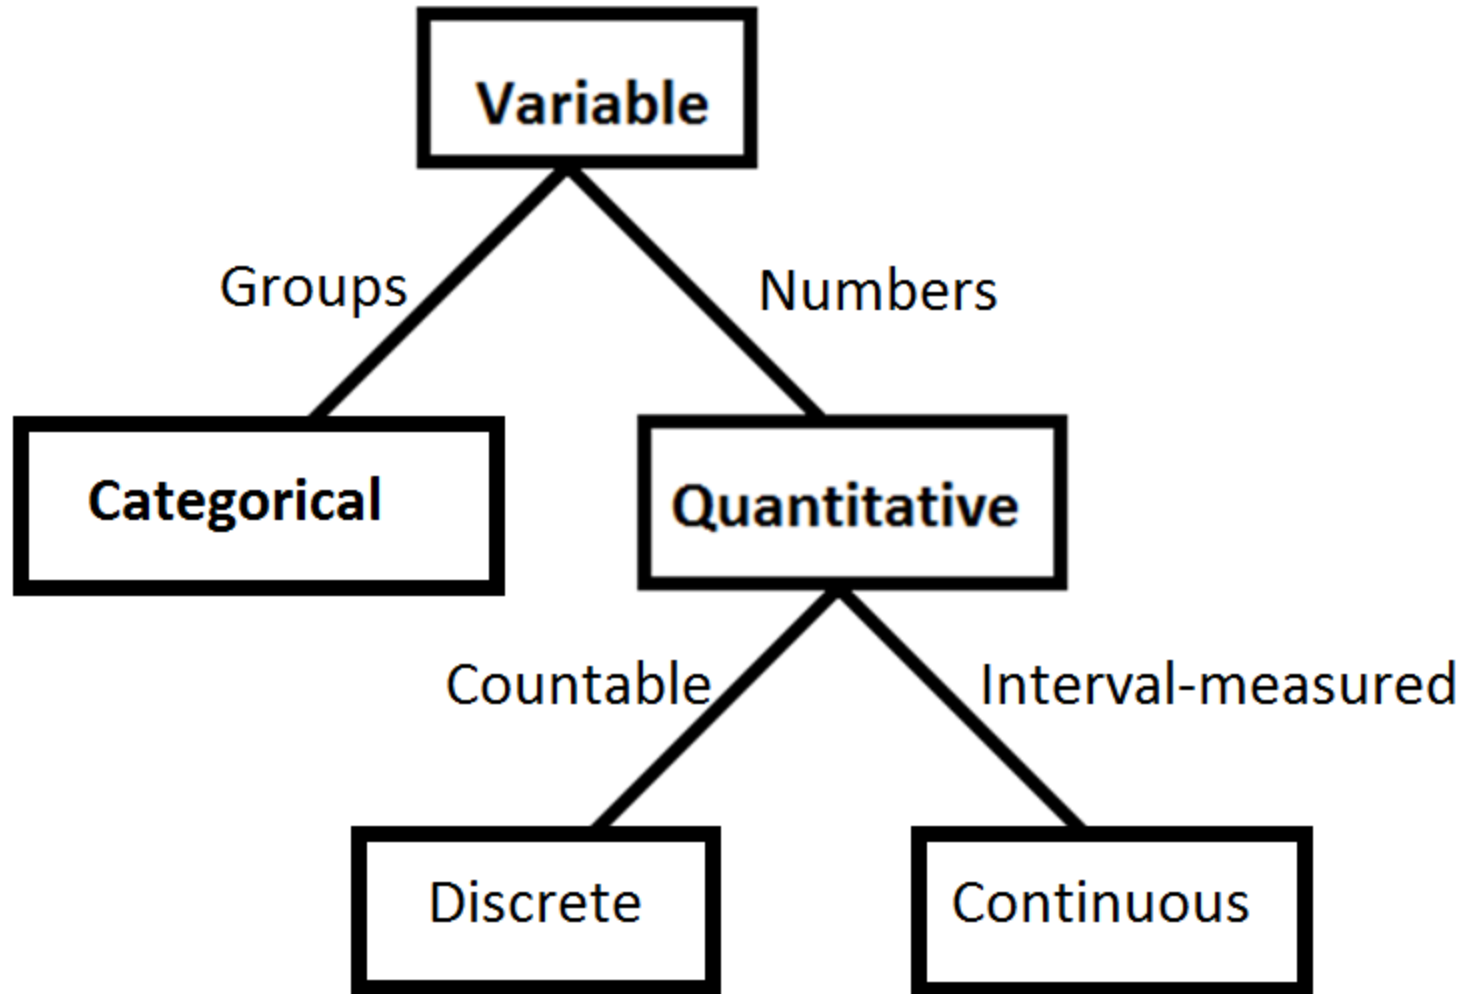 Variable
Groups
Numbers
Categorical
Quantitative
Countable
Interval-measured
Discrete
Continuous